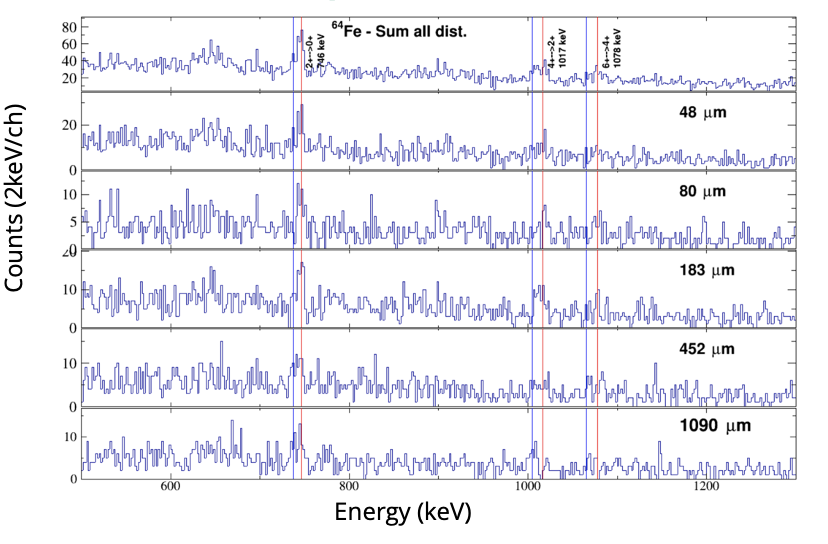 64Fe - Sum all dist.
80
60
40
20
2+-->0+
746 keV
4+-->2+
1017 keV
6+-->4+
1078 keV
48 μm
20
0
80 μm
10
5
0
183 μm
20
10
0
452 μm
10
0
1090 μm
10
0
600
800
1000
1200
Counts (2keV/ch)
Energy (keV)